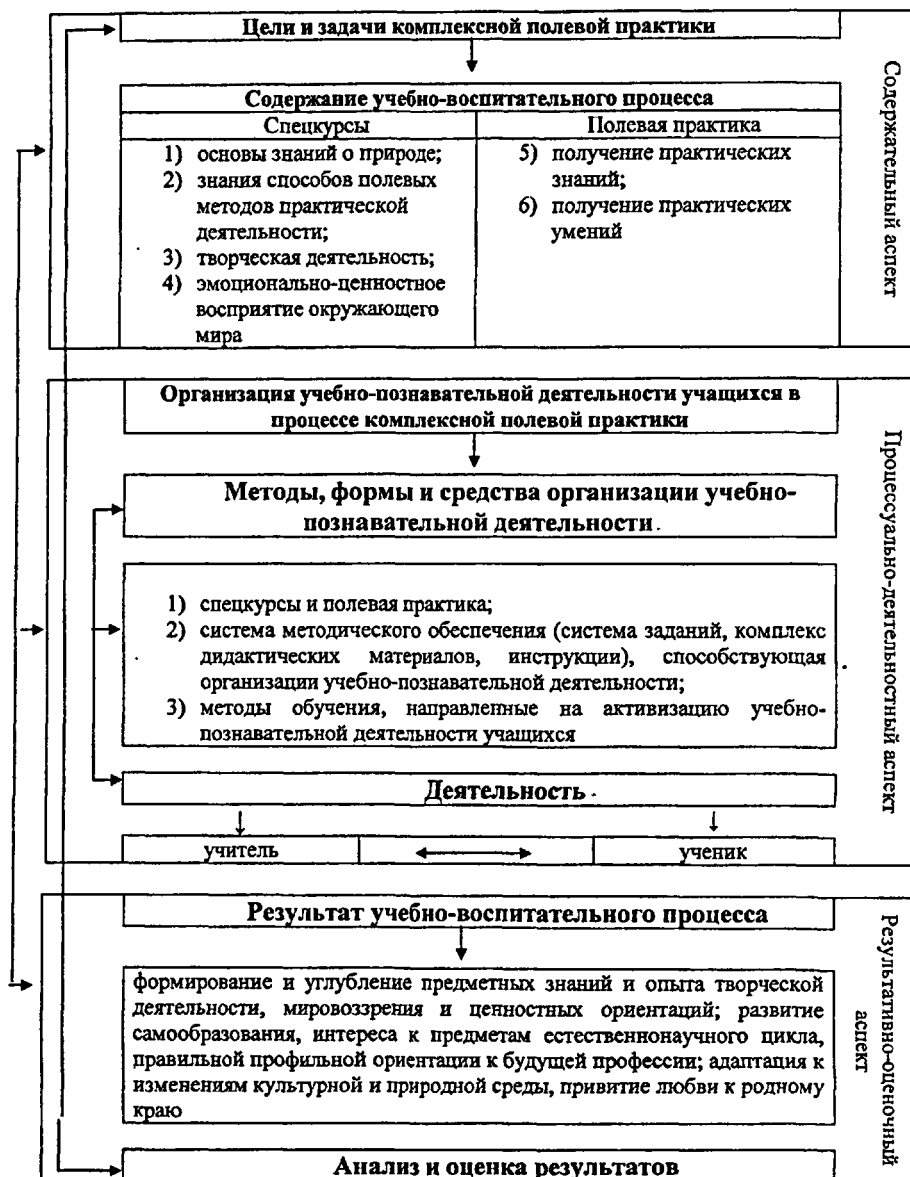 Цели и задачи комплексной полевой практики
Содержание учебно-воспитательного процесса
Спецкурсы
1) основы знаний о природе;
2) знания способов полевых
методов практической
деятельности;
3) творческая деятельность;
4) эмоционально-ценностное
восприятие окружающего
мира
Полевая практика
5) получение практических
знаний;
6) получение практических
умений
Содержательный аспект
Организация учебно-познавательной деятельности учащихся в
процессе комплексной полевой практики
Методы, формы и средства организации учебно-
познавательной деятельности.
1) спецкурсы и полевая практика;
2) система методического обеспечения (система заданий, комплекс
дидактических материалов, инструкции), способствующая
организации учебно-познавательной деятельности;
3) методы обучения, направленные на активизацию учебно-
познавательной деятельности учащихся
Деятельность
учитель
ученик
Процессуально-деятельностный аспект
Результат учебно-воспитательного процесса
формирование и углубление предметных знаний и опыта творческой
деятельности, мировоззрения и ценностных ориентаций; развитие
самообразования, интереса к предметам естественнонаучного цикла,
правильной профильной ориентации к будущей профессии; адаптация к
изменениям культурной и природной среды, привитие любви к родному
краю
Анализ и оценка результатов
Результативно-оценочный
аспект